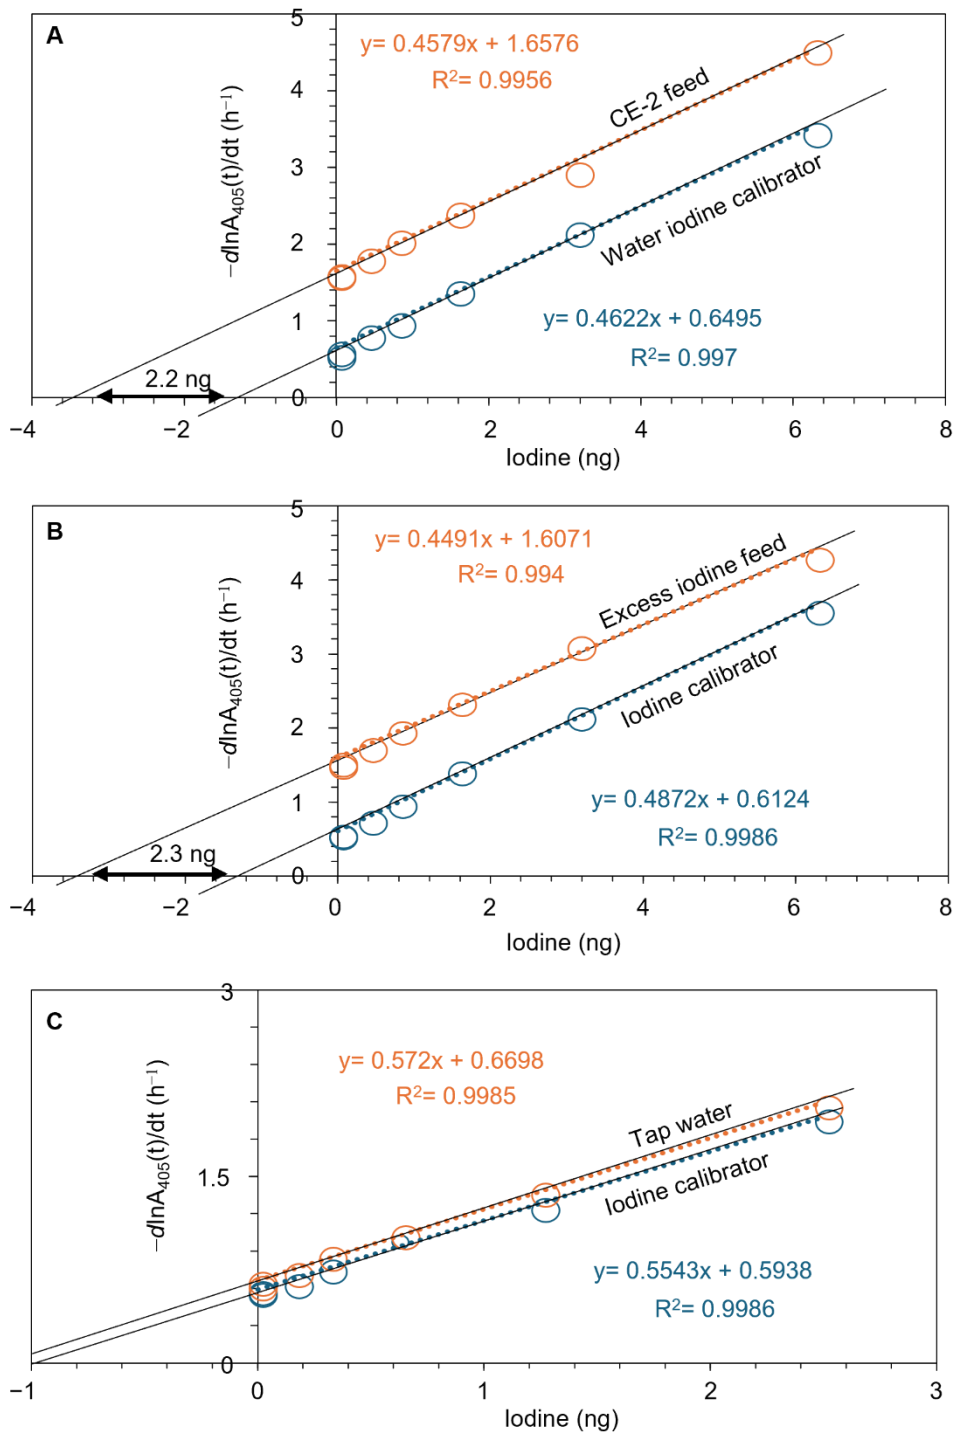 A
y= 0.4579x + 1.6576
R²= 0.9956
CE-2 feed
Water iodine calibrator
y= 0.4622x + 0.6495
R²= 0.997
2.2 ng
−dlnA₄₀₅(t)/dt (h⁻¹)
5
4
3
2
1
0
−4 −2 0 2 4 6 8
Iodine (ng)
B
y= 0.4491x + 1.6071
R²= 0.994
Excess iodine feed
Iodine calibrator
y= 0.4872x + 0.6124
R²= 0.9986
2.3 ng
−dlnA₄₀₅(t)/dt (h⁻¹)
5
4
3
2
1
0
−4 −2 0 2 4 6 8
Iodine (ng)
C
y= 0.572x + 0.6698
R²= 0.9985
Tap water
Iodine calibrator
y= 0.5543x + 0.5938
R²= 0.9986
−dlnA₄₀₅(t)/dt (h⁻¹)
3
1.5
0
−1 0 1 2 3
Iodine (ng)